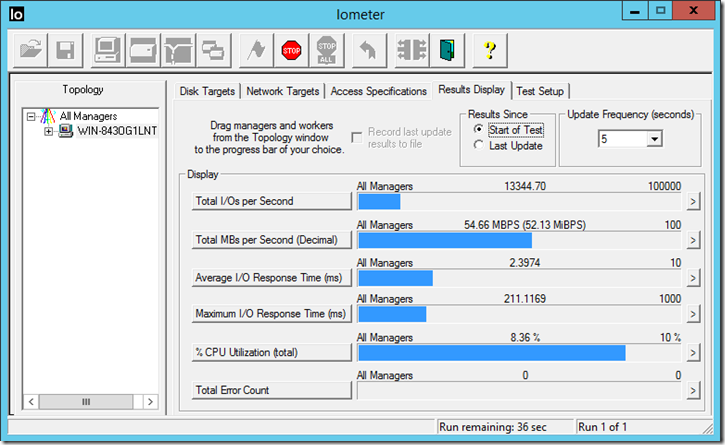 Iometer
Io
STOP
STOP
ALL
?
Topology
All Managers
WIN-8430G1LNT
Disk Targets
Network Targets
Access Specifications
Results Display
Test Setup
Drag managers and workers
from the Topology window
to the progress bar of your choice.
Record last update
results to file
Results Since
Start of Test
Last Update
Update Frequency (seconds)
5
Display
All Managers 13344.70 100000
Total I/Os per Second >
All Managers 54.66 MBPS (52.13 MiBPS) 100
Total MBs per Second (Decimal) >
All Managers 2.3974 10
Average I/O Response Time (ms) >
All Managers 211.1169 1000
Maximum I/O Response Time (ms) >
All Managers 8.36 % 10 %
% CPU Utilization (total) >
All Managers 0 0
Total Error Count >
Run remaining: 36 sec
Run 1 of 1